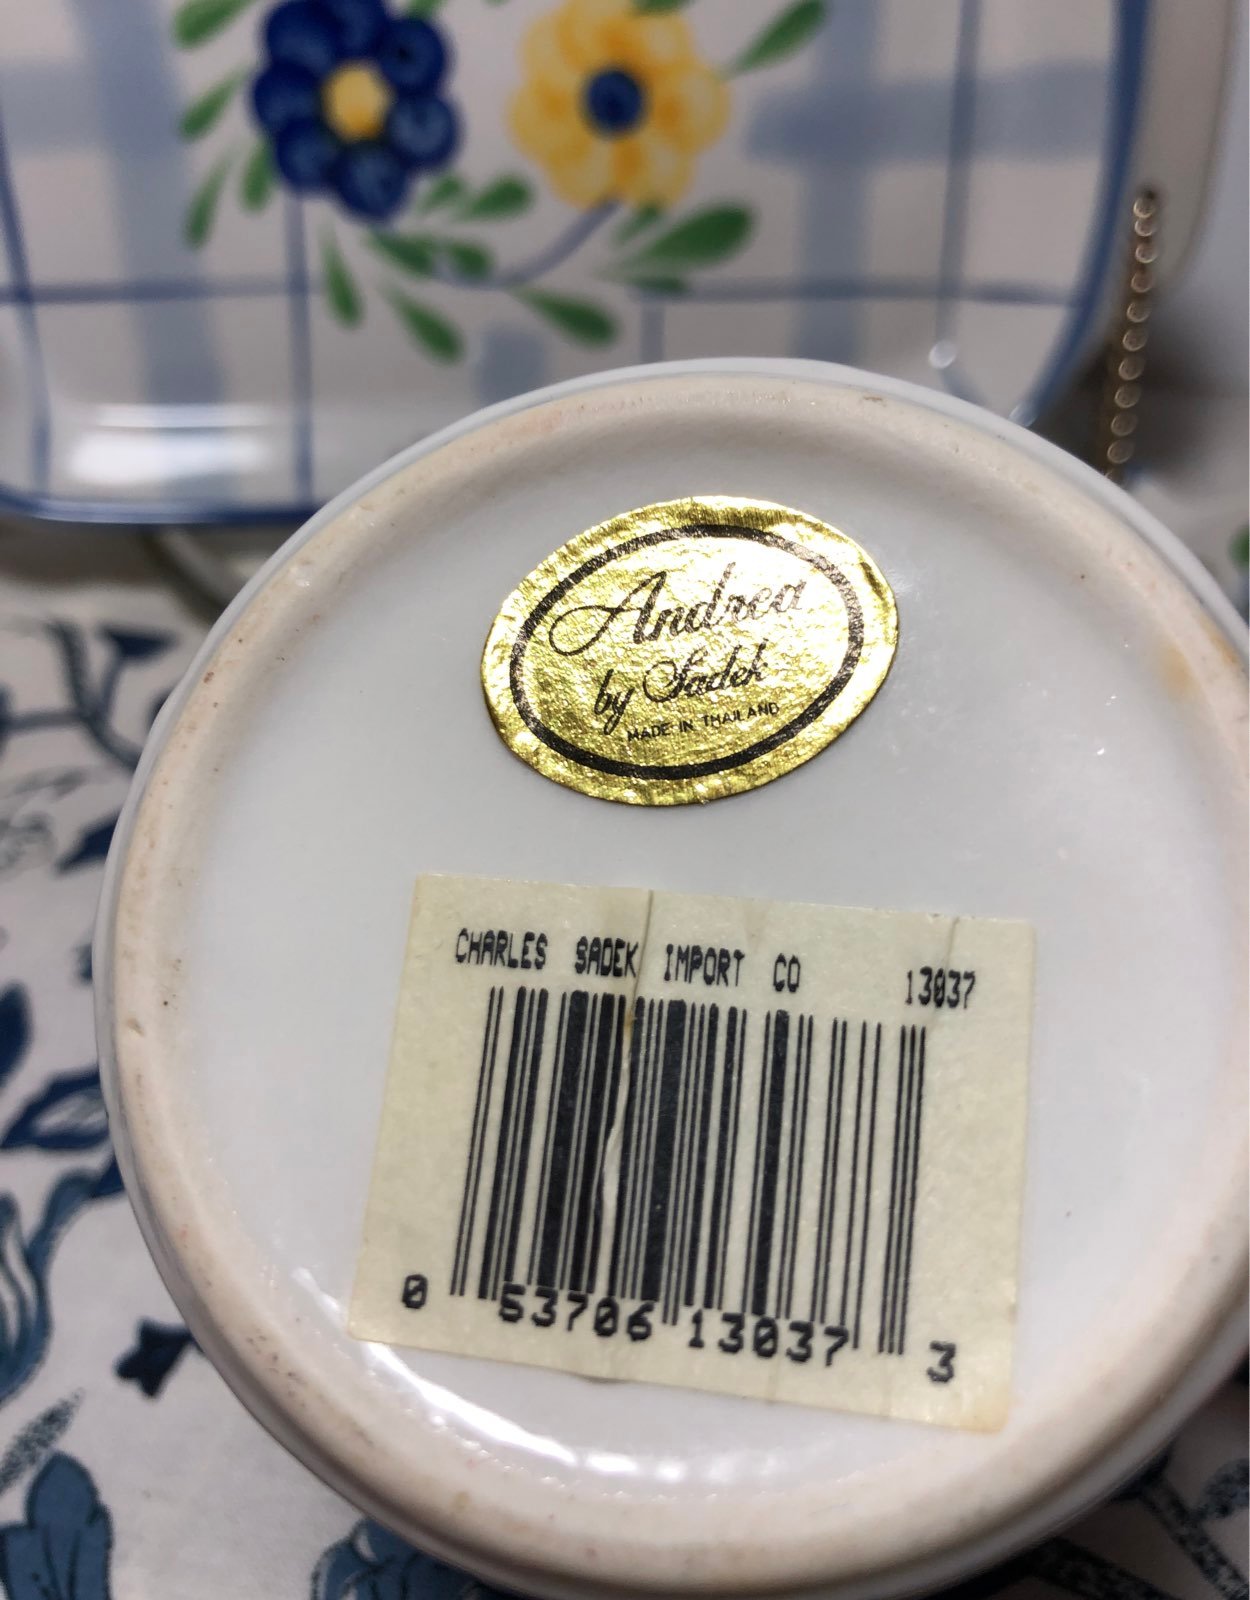 Andrea
by Sadek
MADE IN THAILAND
CHARLES SADEK IMPORT CO 13037
0 53706 13037 3